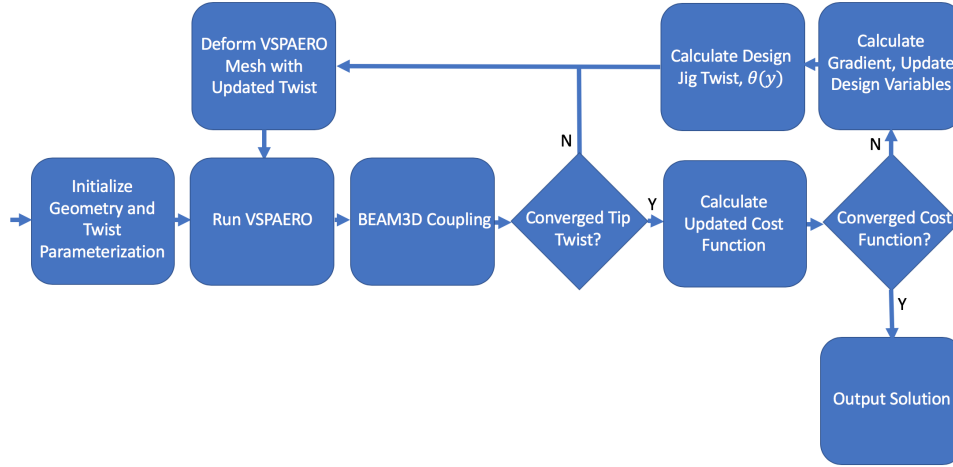 Deform VSPAERO
Mesh with
Updated Twist
Calculate Design
Jig Twist, θ(y)
Calculate
Gradient, Update
Design Variables
N
N
Initialize
Geometry and
Twist
Parameterization
Run VSPAERO
BEAM3D Coupling
Converged Tip
Twist?
Y
Calculate
Updated Cost
Function
Converged Cost
Function?
Y
Output Solution